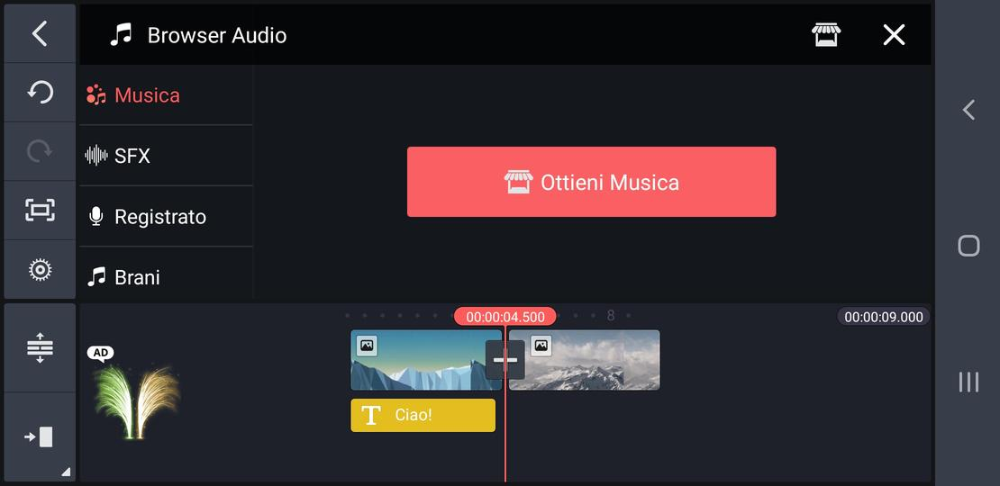 Browser Audio
Musica
SFX
Registrato
Brani
Ottieni Musica
00:00:04.500
8
00:00:09.000
AD
T Ciao!